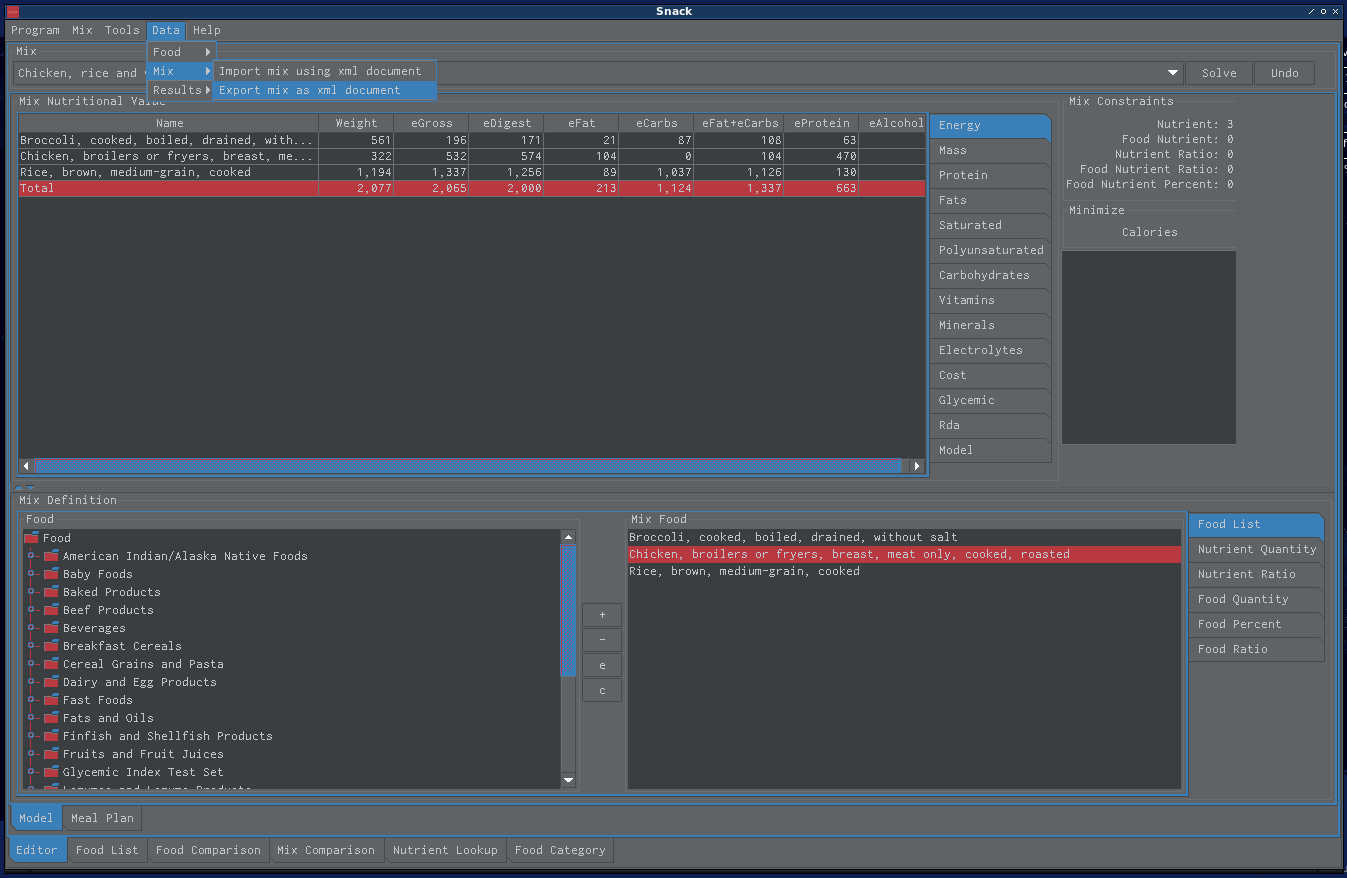 Snack
Program Mix Tools Data Help
Mix
Food
Chicken, rice and
Mix
Import mix using xml document
Solve
Undo
Results
Export mix as xml document
Mix Nutritional Value
Name Weight eGross eDigest eFat eCarbs eFat+eCarbs eProtein eAlcohol
Broccoli, cooked, boiled, drained, with... 561 196 171 21 87 108 63
Chicken, broilers or fryers, breast, me... 322 532 574 104 0 104 470
Rice, brown, medium-grain, cooked 1,194 1,337 1,256 89 1,037 1,126 130
Total 2,077 2,065 2,000 213 1,124 1,337 663
Energy
Mass
Protein
Fats
Saturated
Polyunsaturated
Carbohydrates
Vitamins
Minerals
Electrolytes
Cost
Glycemic
Rda
Model
Mix Constraints
Nutrient: 3
Food Nutrient: 0
Nutrient Ratio: 0
Food Nutrient Ratio: 0
Food Nutrient Percent: 0
Minimize
Calories
Mix Definition
Food
Food
American Indian/Alaska Native Foods
Baby Foods
Baked Products
Beef Products
Beverages
Breakfast Cereals
Cereal Grains and Pasta
Dairy and Egg Products
Fast Foods
Fats and Oils
Finfish and Shellfish Products
Fruits and Fruit Juices
Glycemic Index Test Set
Legumes and Legume Products
+
-
e
c
Mix Food
Broccoli, cooked, boiled, drained, without salt
Chicken, broilers or fryers, breast, meat only, cooked, roasted
Rice, brown, medium-grain, cooked
Food List
Nutrient Quantity
Nutrient Ratio
Food Quantity
Food Percent
Food Ratio
Model Meal Plan
Editor Food List Food Comparison Mix Comparison Nutrient Lookup Food Category